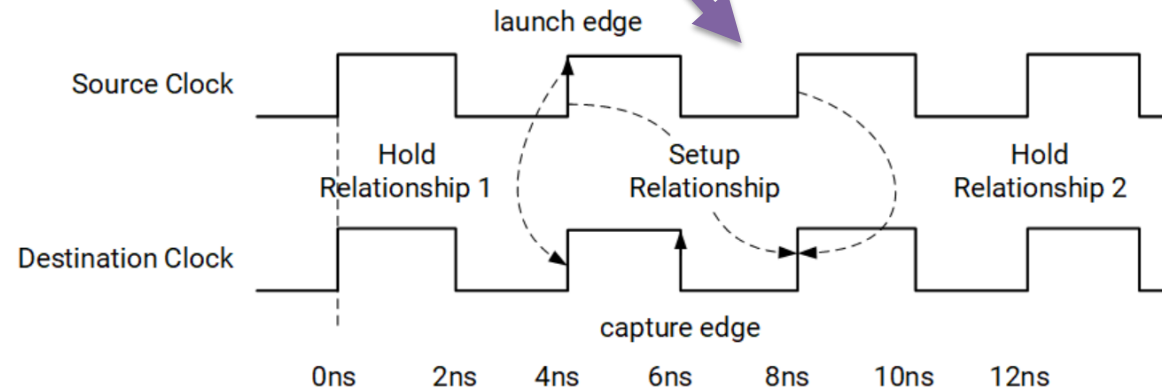 launch edge
Source Clock
Hold
Relationship 1
Setup
Relationship
Hold
Relationship 2
Destination Clock
capture edge
0ns 2ns 4ns 6ns 8ns 10ns 12ns